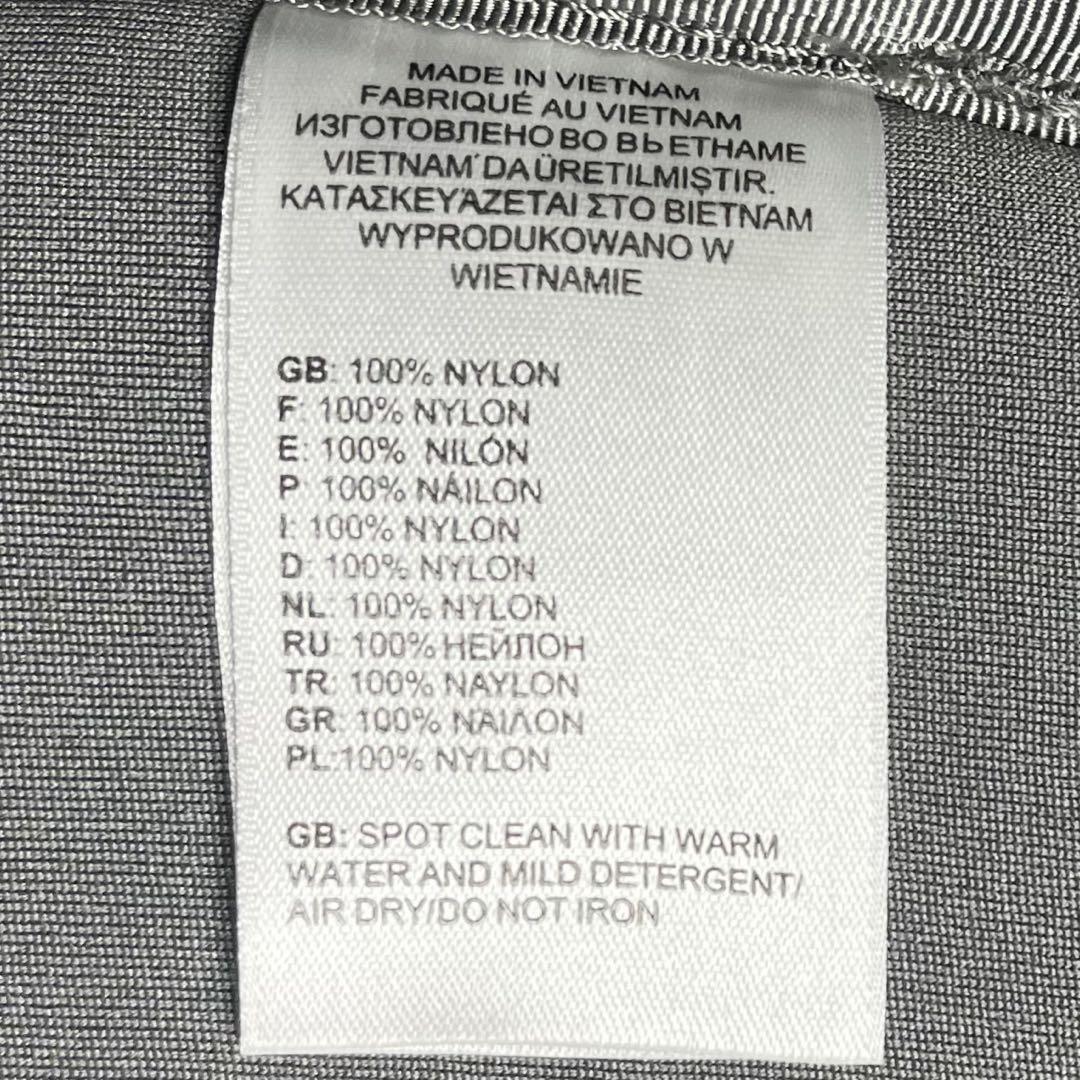 MADE IN VIETNAM
FABRIQUÉ AU VIETNAM
ИЗГОТОВЛЕНО ВО ВЬЕТНАМЕ
VIETNAM'DA ÜRETILMIŞTIR.
ΚΑΤΑΣΚΕΥΆΖΕΤΑΙ ΣΤΟ ΒΙΕΤΝΆΜ
WYPRODUKOWANO W
WIETNAMIE
GB: 100% NYLON
F: 100% NYLON
E: 100% NILÓN
P: 100% NÁILON
I: 100% NYLON
D: 100% NYLON
NL: 100% NYLON
RU: 100% НЕЙЛОН
TR: 100% NAYLON
GR: 100% ΝΆΙΛΟΝ
PL:100% NYLON
GB: SPOT CLEAN WITH WARM
WATER AND MILD DETERGENT/
AIR DRY/DO NOT IRON